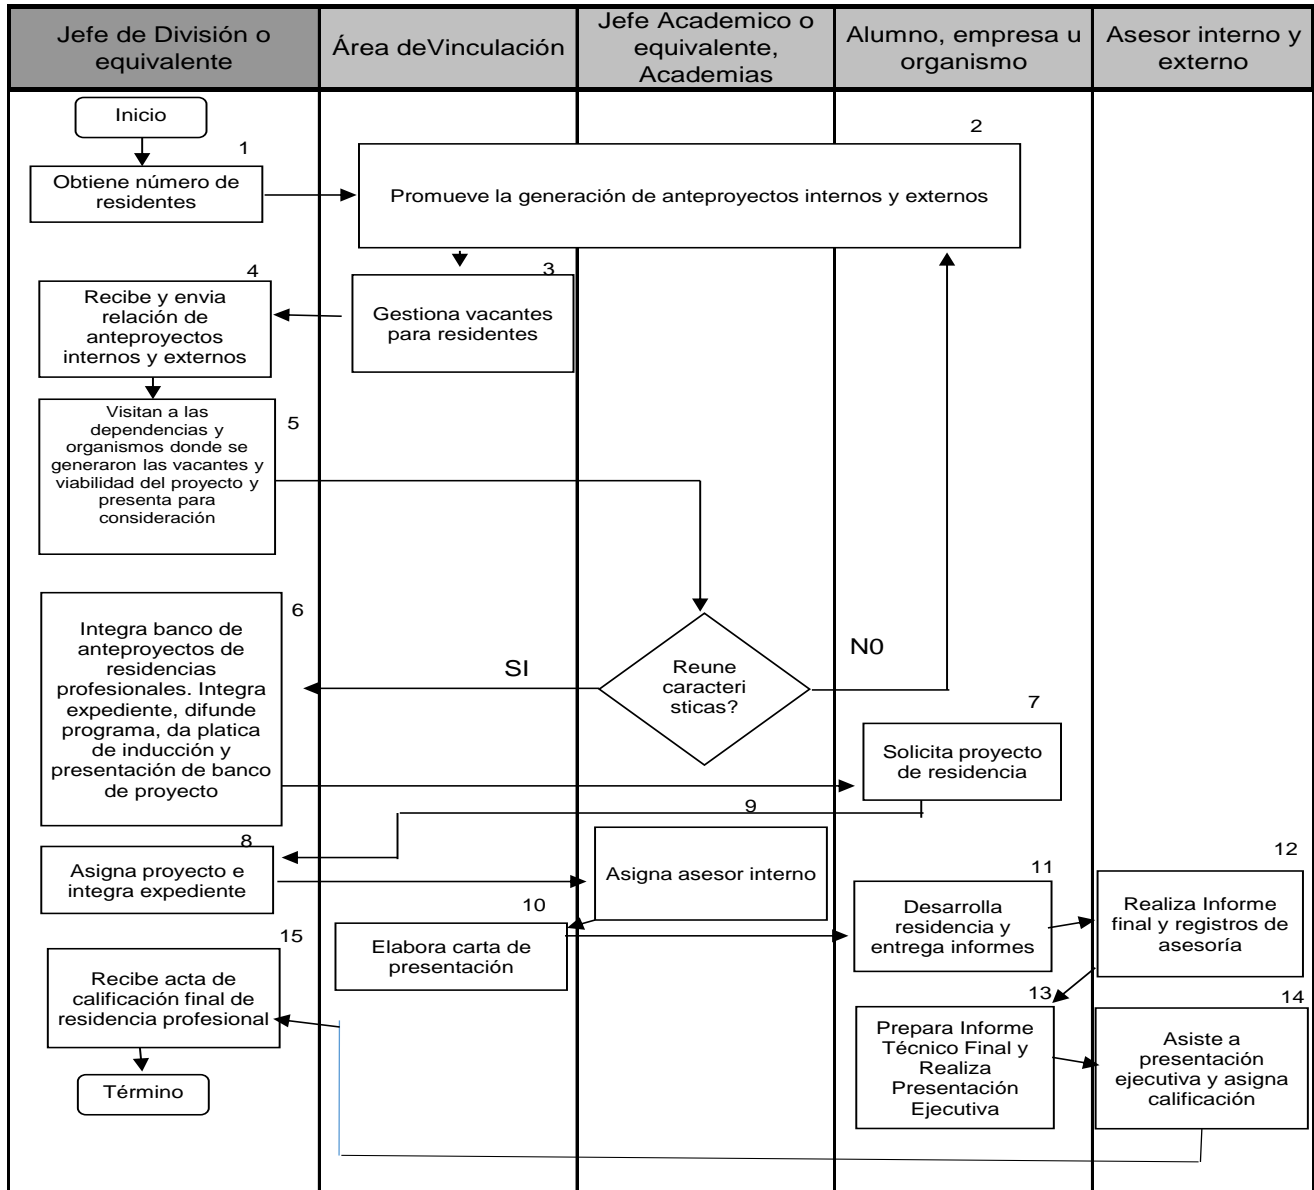 Jefe de División o
equivalente
Área deVinculación
Jefe Academico o
equivalente,
Academias
Alumno, empresa u
organismo
Asesor interno y
externo
Inicio
1
Obtiene número de
residentes
2
Promueve la generación de anteproyectos internos y externos
3
Gestiona vacantes
para residentes
4
Recibe y envia
relación de
anteproyectos
internos y externos
5
Visitan a las
dependencias y
organismos donde se
generaron las vacantes y
viabilidad del proyecto y
presenta para
consideración
Reune
caracteri
sticas?
SI
N0
6
Integra banco de
anteproyectos de
residencias
profesionales. Integra
expediente, difunde
programa, da platica
de inducción y
presentación de banco
de proyecto
7
Solicita proyecto
de residencia
8
Asigna proyecto e
integra expediente
9
Asigna asesor interno
10
Elabora carta de
presentación
11
Desarrolla
residencia y
entrega informes
12
Realiza Informe
final y registros de
asesoría
13
Prepara Informe
Técnico Final y
Realiza
Presentación
Ejecutiva
14
Asiste a
presentación
ejecutiva y asigna
calificación
15
Recibe acta de
calificación final de
residencia profesional
Término